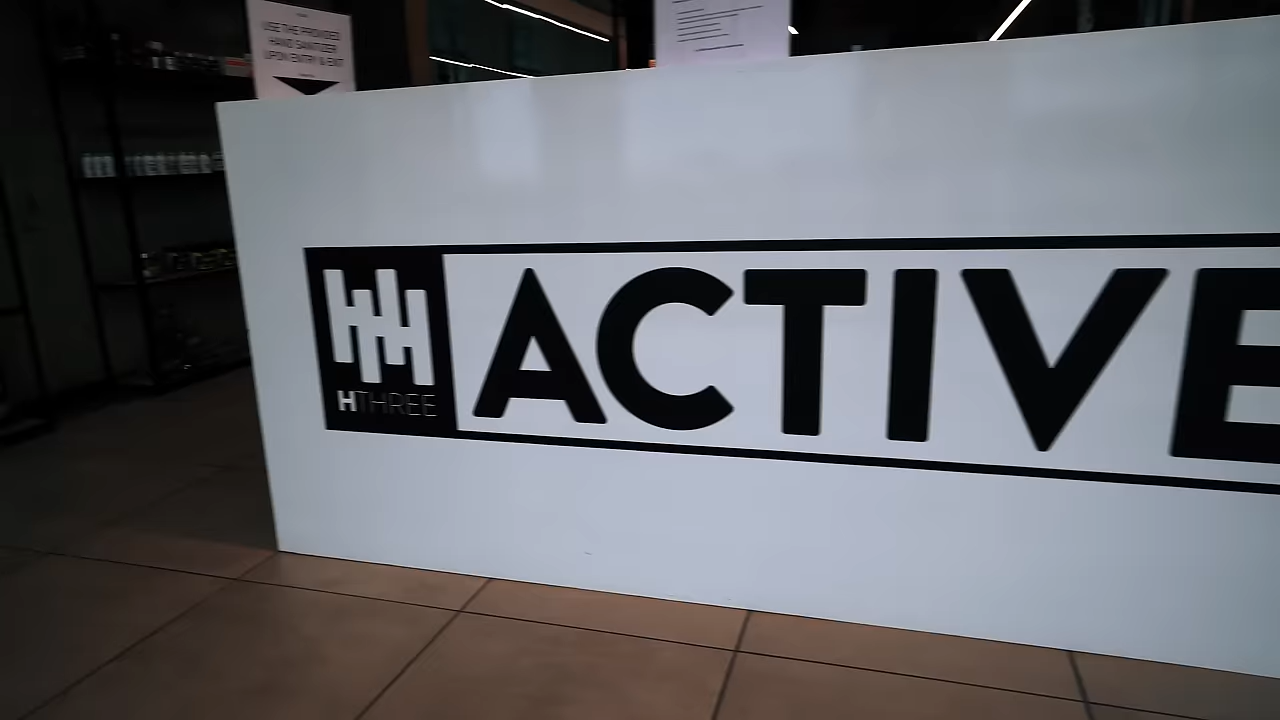 USE THE PROVIDED
HAND SANITIZER
UPON ENTRY & EXIT
HTHREE
ACTIVE